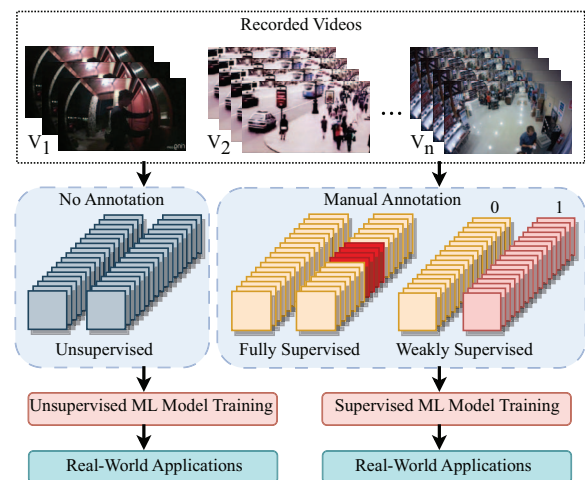 Recorded Videos
V1 V2 ... Vn
No Annotation
Manual Annotation
0 1
Unsupervised
Fully Supervised
Weakly Supervised
Unsupervised ML Model Training
Supervised ML Model Training
Real-World Applications
Real-World Applications